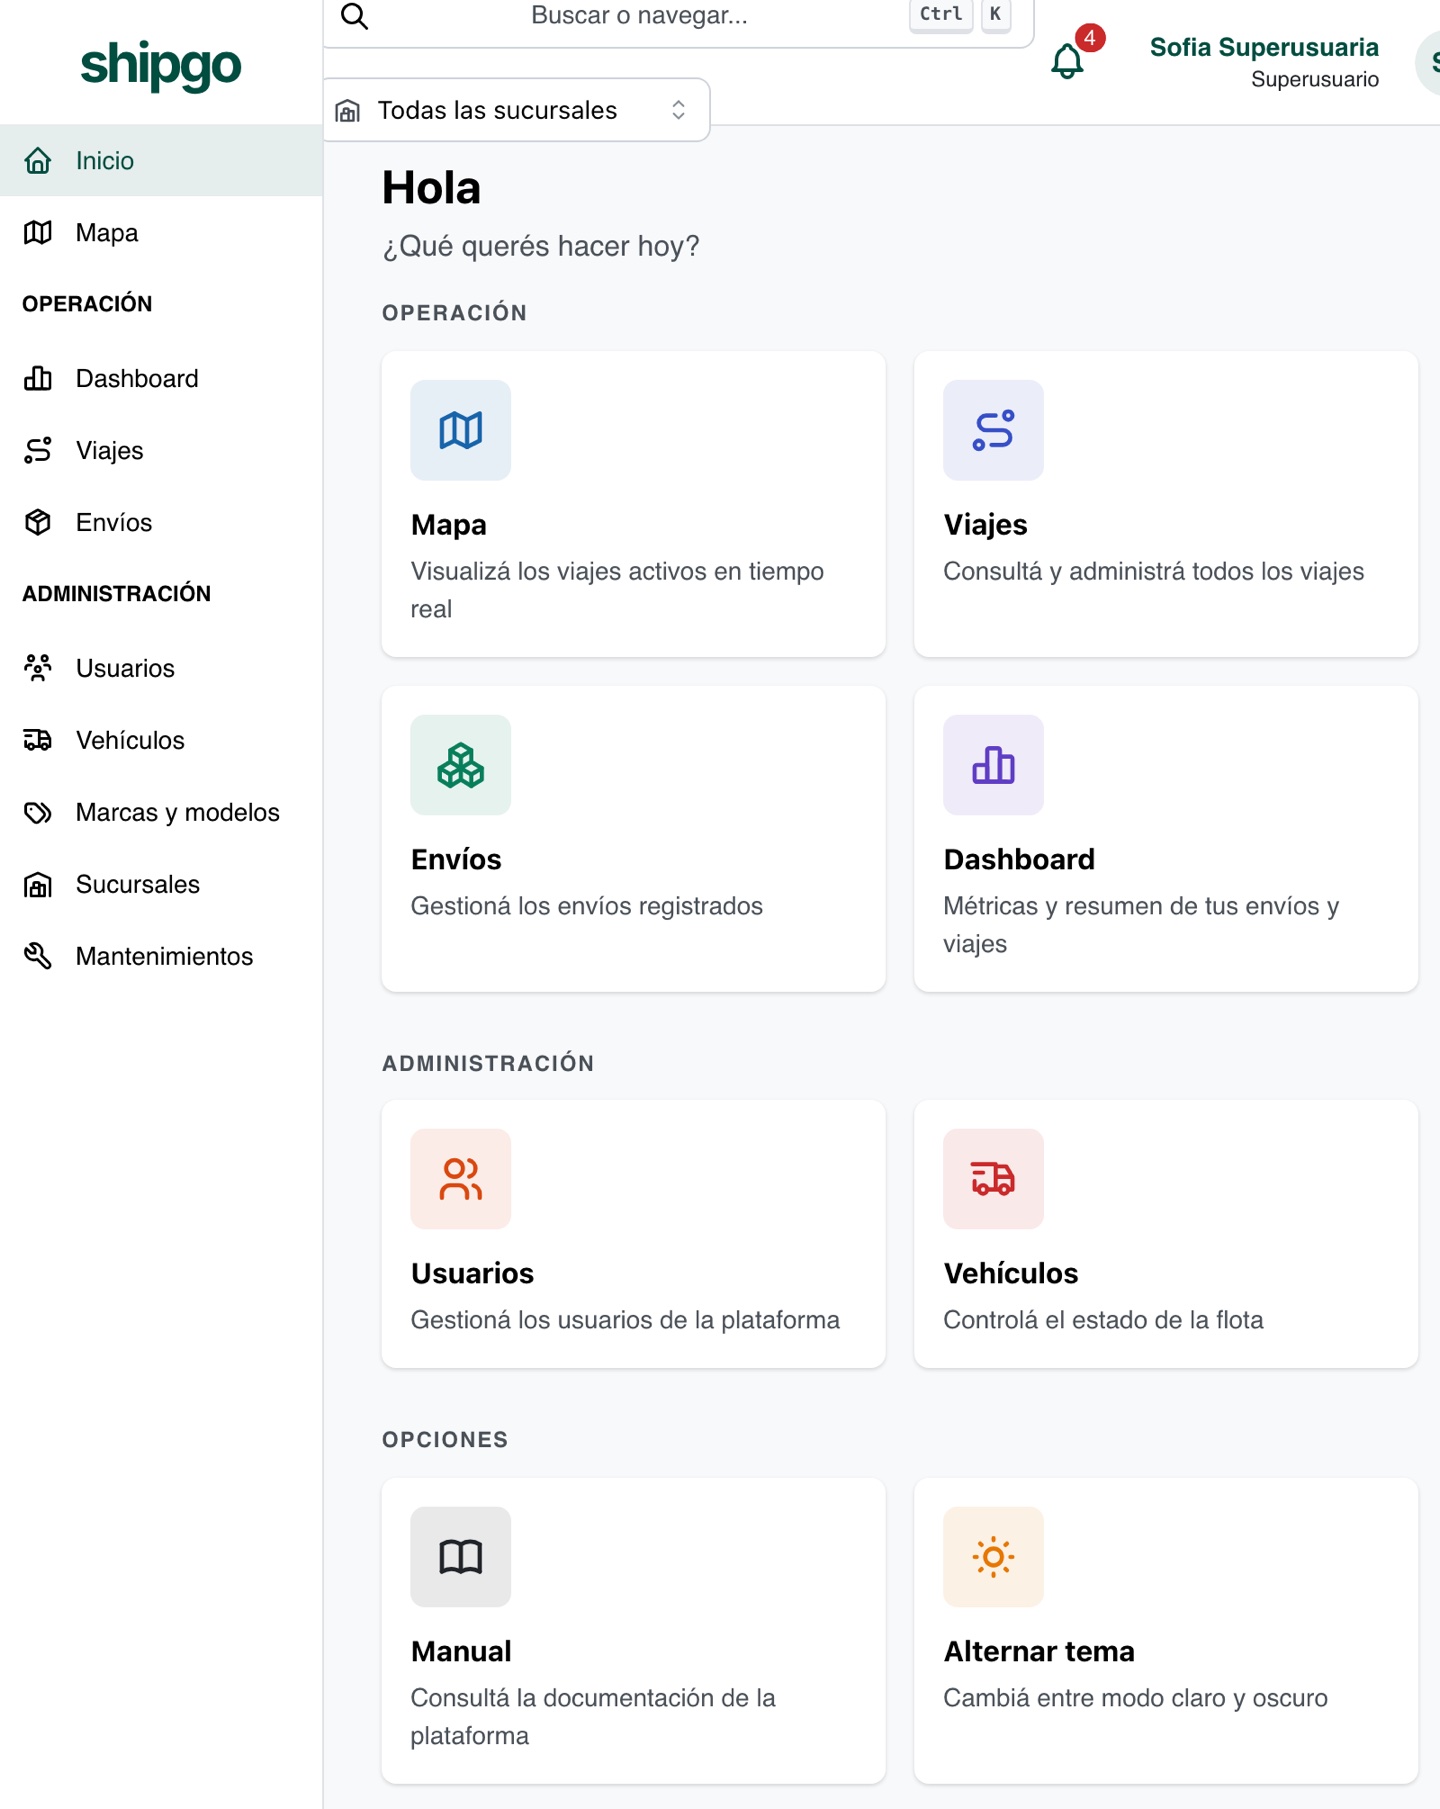 shipgo
Inicio
Mapa
OPERACIÓN
Dashboard
Viajes
Envíos
ADMINISTRACIÓN
Usuarios
Vehículos
Marcas y modelos
Sucursales
Mantenimientos
Buscar o navegar...
Ctrl K
4
Sofia Superusuaria
Superusuario
Todas las sucursales
Hola
¿Qué querés hacer hoy?
OPERACIÓN
Mapa
Visualizá los viajes activos en tiempo
real
Viajes
Consultá y administrá todos los viajes
Envíos
Gestioná los envíos registrados
Dashboard
Métricas y resumen de tus envíos y
viajes
ADMINISTRACIÓN
Usuarios
Gestioná los usuarios de la plataforma
Vehículos
Controlá el estado de la flota
OPCIONES
Manual
Consultá la documentación de la
plataforma
Alternar tema
Cambiá entre modo claro y oscuro